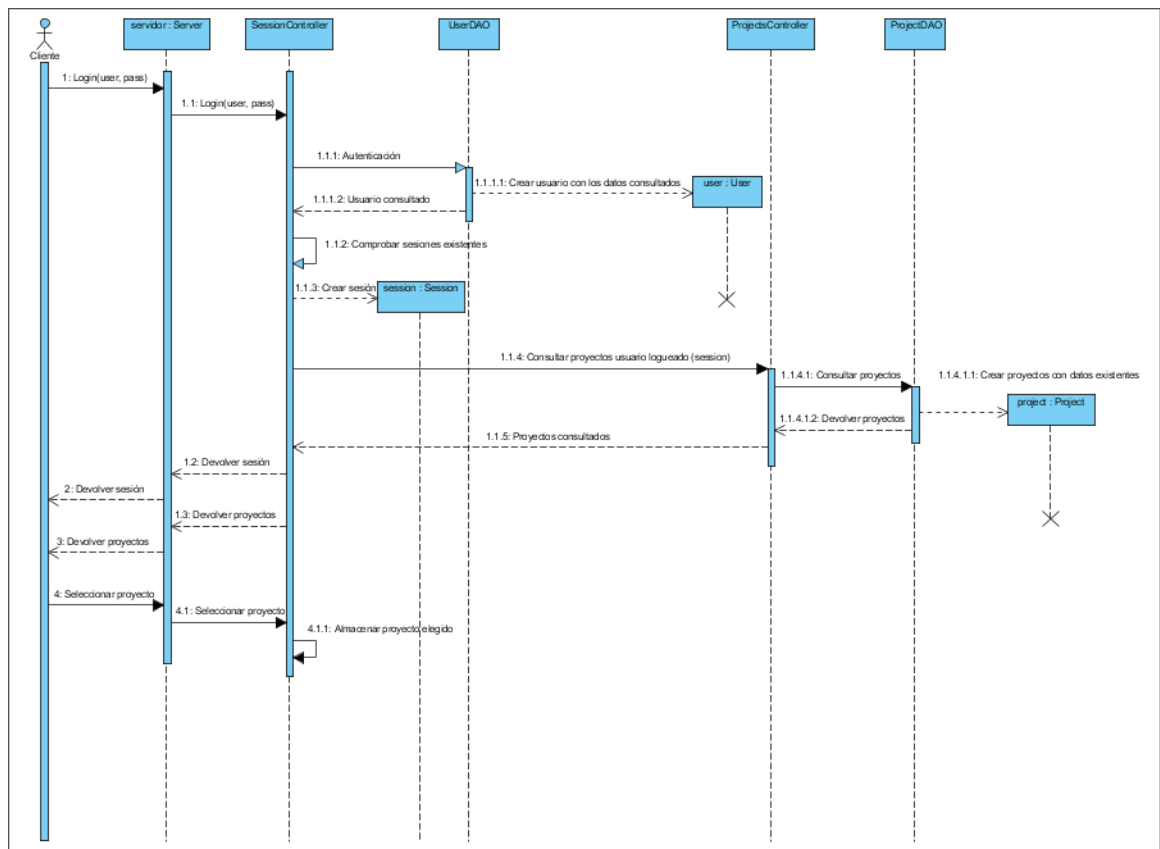 servidor : Server
SessionController
UserDAO
ProjectsController
ProjectDAO
Cliente
1: Login(user, pass)
1.1: Login(user, pass)
1.1.1: Autenticación
1.1.1.1: Crear usuario con los datos consultados
user : User
1.1.1.2: Usuario consultado
1.1.2: Comprobar sesiones existentes
1.1.3: Crear sesión
session : Session
1.1.4: Consultar proyectos usuario logueado (session)
1.1.4.1: Consultar proyectos
1.1.4.1.1: Crear proyectos con datos existentes
project : Project
1.1.4.1.2: Devolver proyectos
1.1.5: Proyectos consultados
1.2: Devolver sesión
2: Devolver sesión
1.3: Devolver proyectos
3: Devolver proyectos
4: Seleccionar proyecto
4.1: Seleccionar proyecto
4.1.1: Almacenar proyecto elegido